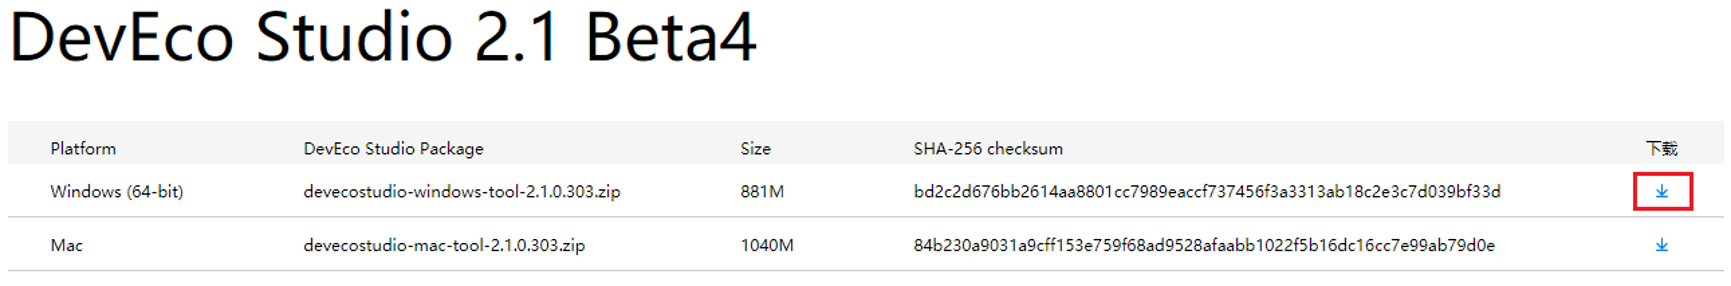 DevEco Studio 2.1 Beta4
Platform DevEco Studio Package Size SHA-256 checksum 下载
Windows (64-bit) devecostudio-windows-tool-2.1.0.303.zip 881M bd2c2d676bb2614aa8801cc7989eaccf737456f3a3313ab18c2e3c7d039bf33d
Mac devecostudio-mac-tool-2.1.0.303.zip 1040M 84b230a9031a9cff153e759f68ad9528afaabb1022f5b16dc16cc7e99ab79d0e